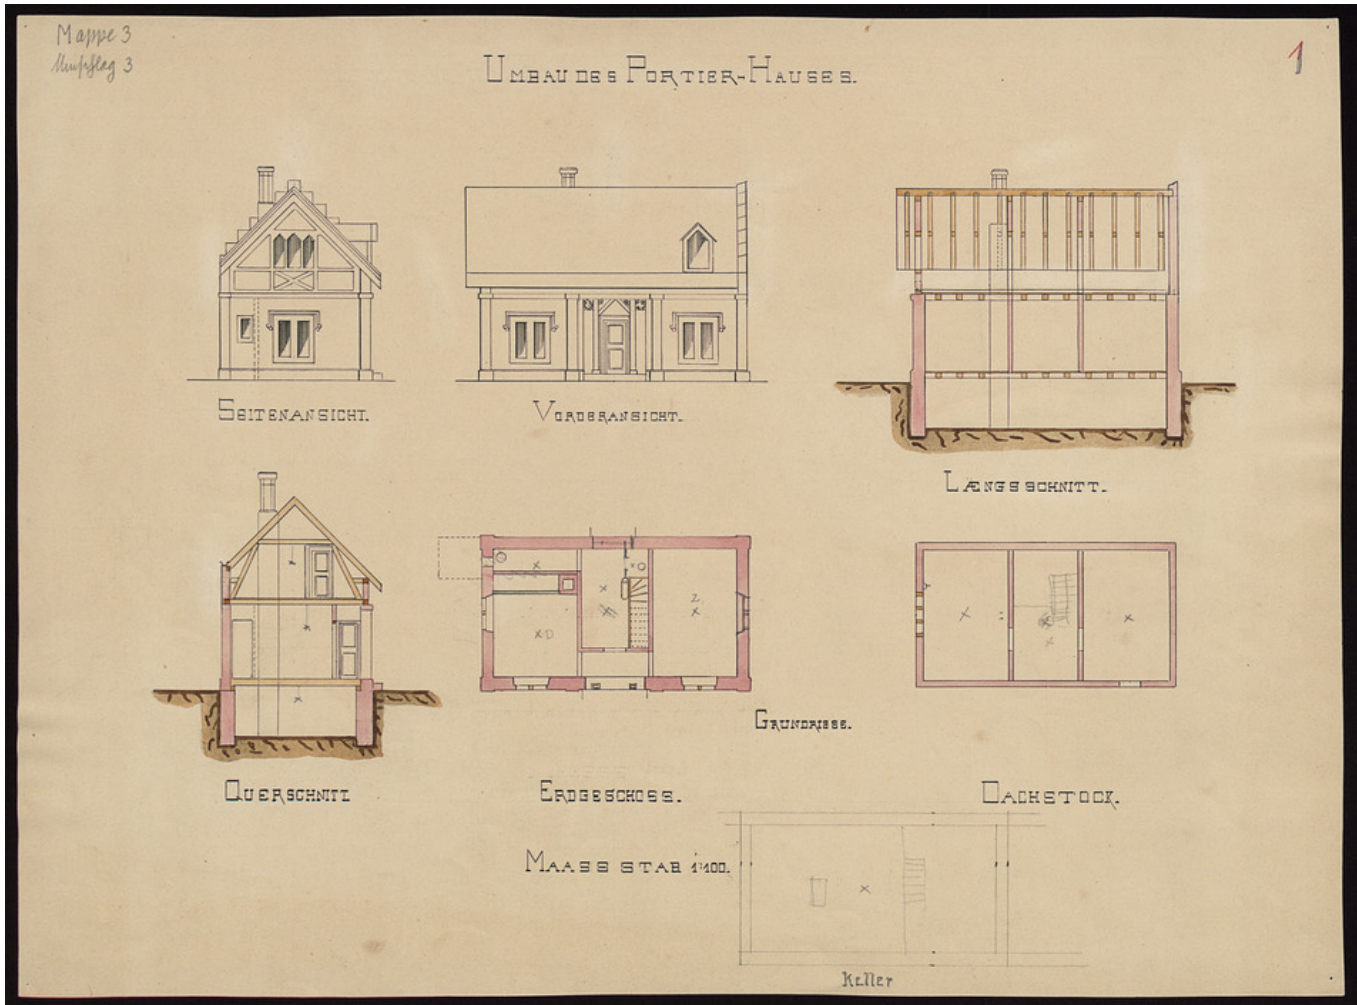 Mappe 3
Umschlag 3
1
UMBAU DES PORTIER-HAUSES.
SEITENANSICHT.
VORDERANSICHT.
LÆNGSSCHNITT.
GRUNDRISSE.
QUERSCHNITT
ERDGESCHOSS.
DACHSTOCK.
MAASSSTAB 1:100.
Keller